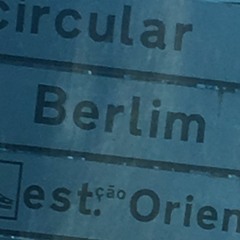 circular
Berlim
est.ção Orien